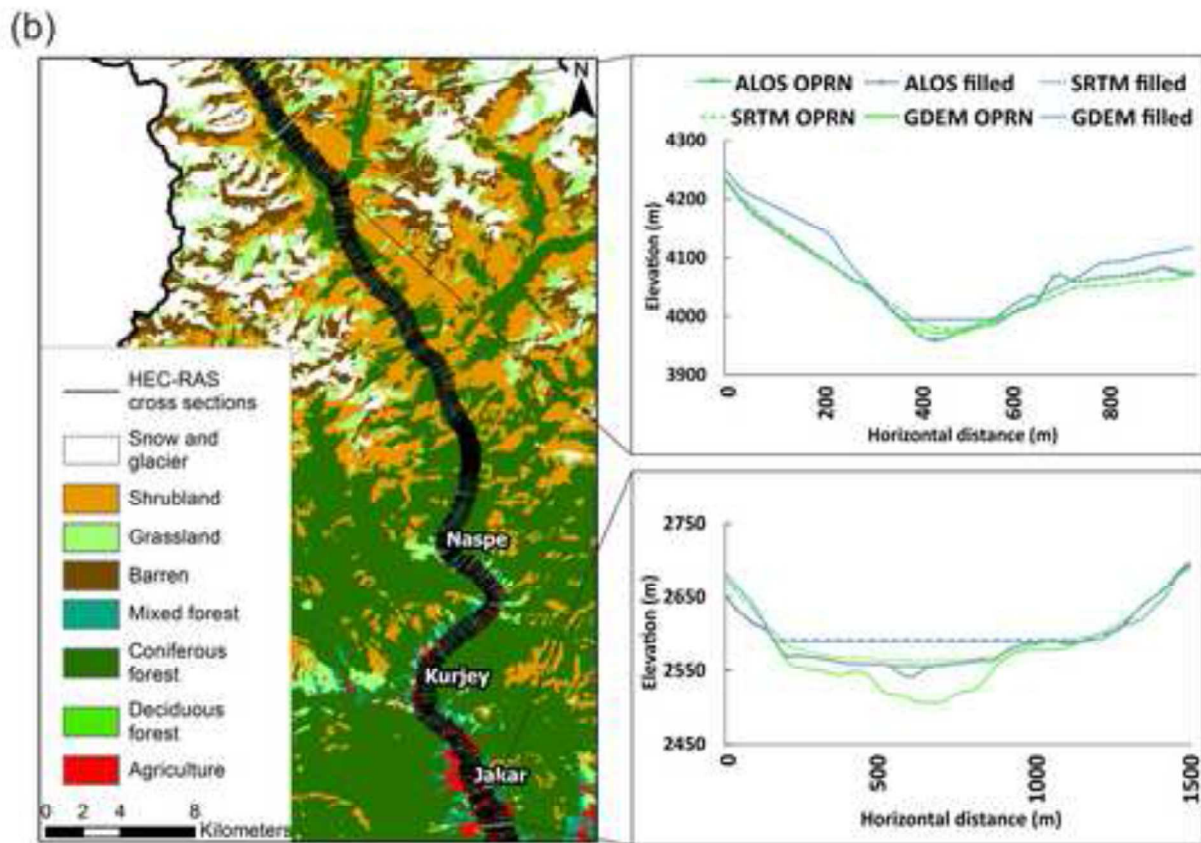 (b)
N
HEC-RAS
cross sections
Snow and
glacier
Shrubland
Grassland
Barren
Mixed forest
Coniferous
forest
Deciduous
forest
Agriculture
0 2 4 8
Kilometers
Naspe
Kurjey
Jakar
ALOS OPRN ALOS filled SRTM filled
SRTM OPRN GDEM OPRN GDEM filled
Elevation (m)
4300
4200
4100
4000
3900
0 200 400 600 800
Horizontal distance (m)
Elevation (m)
2750
2650
2550
2450
0 500 1000 1500
Horizontal distance (m)